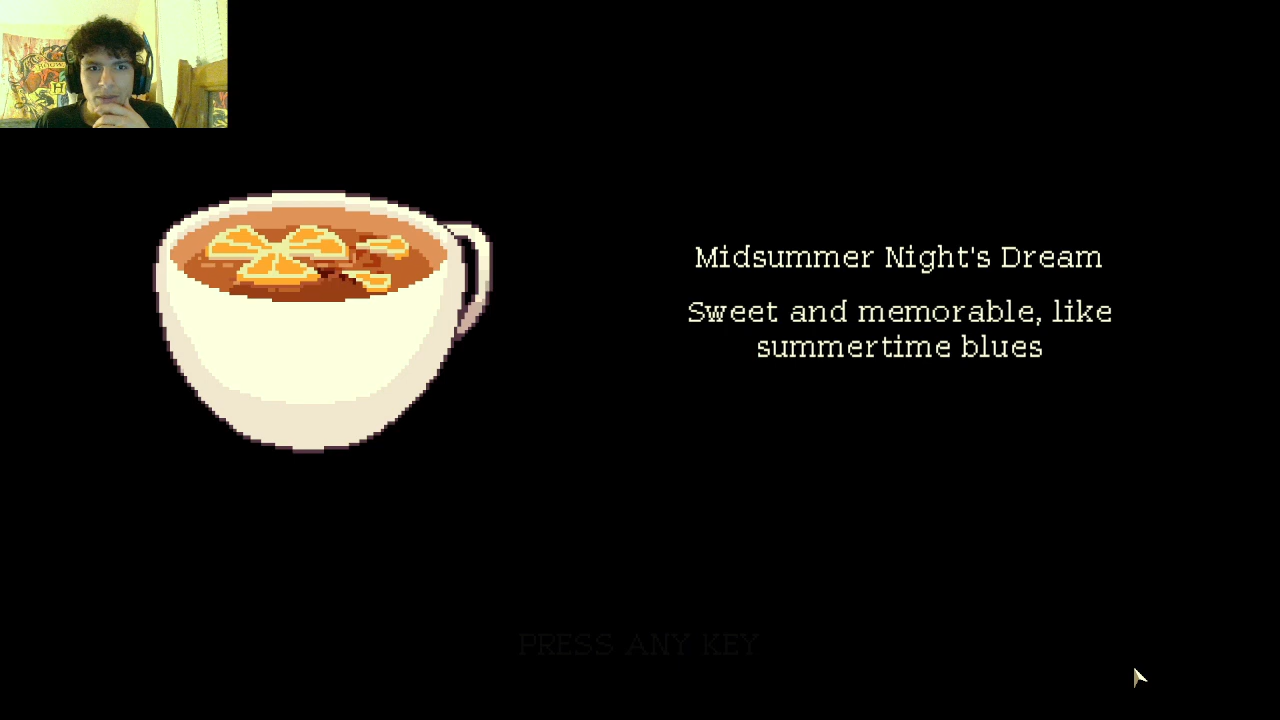 Midsummer Night's Dream
Sweet and memorable, like
summertime blues
PRESS ANY KEY